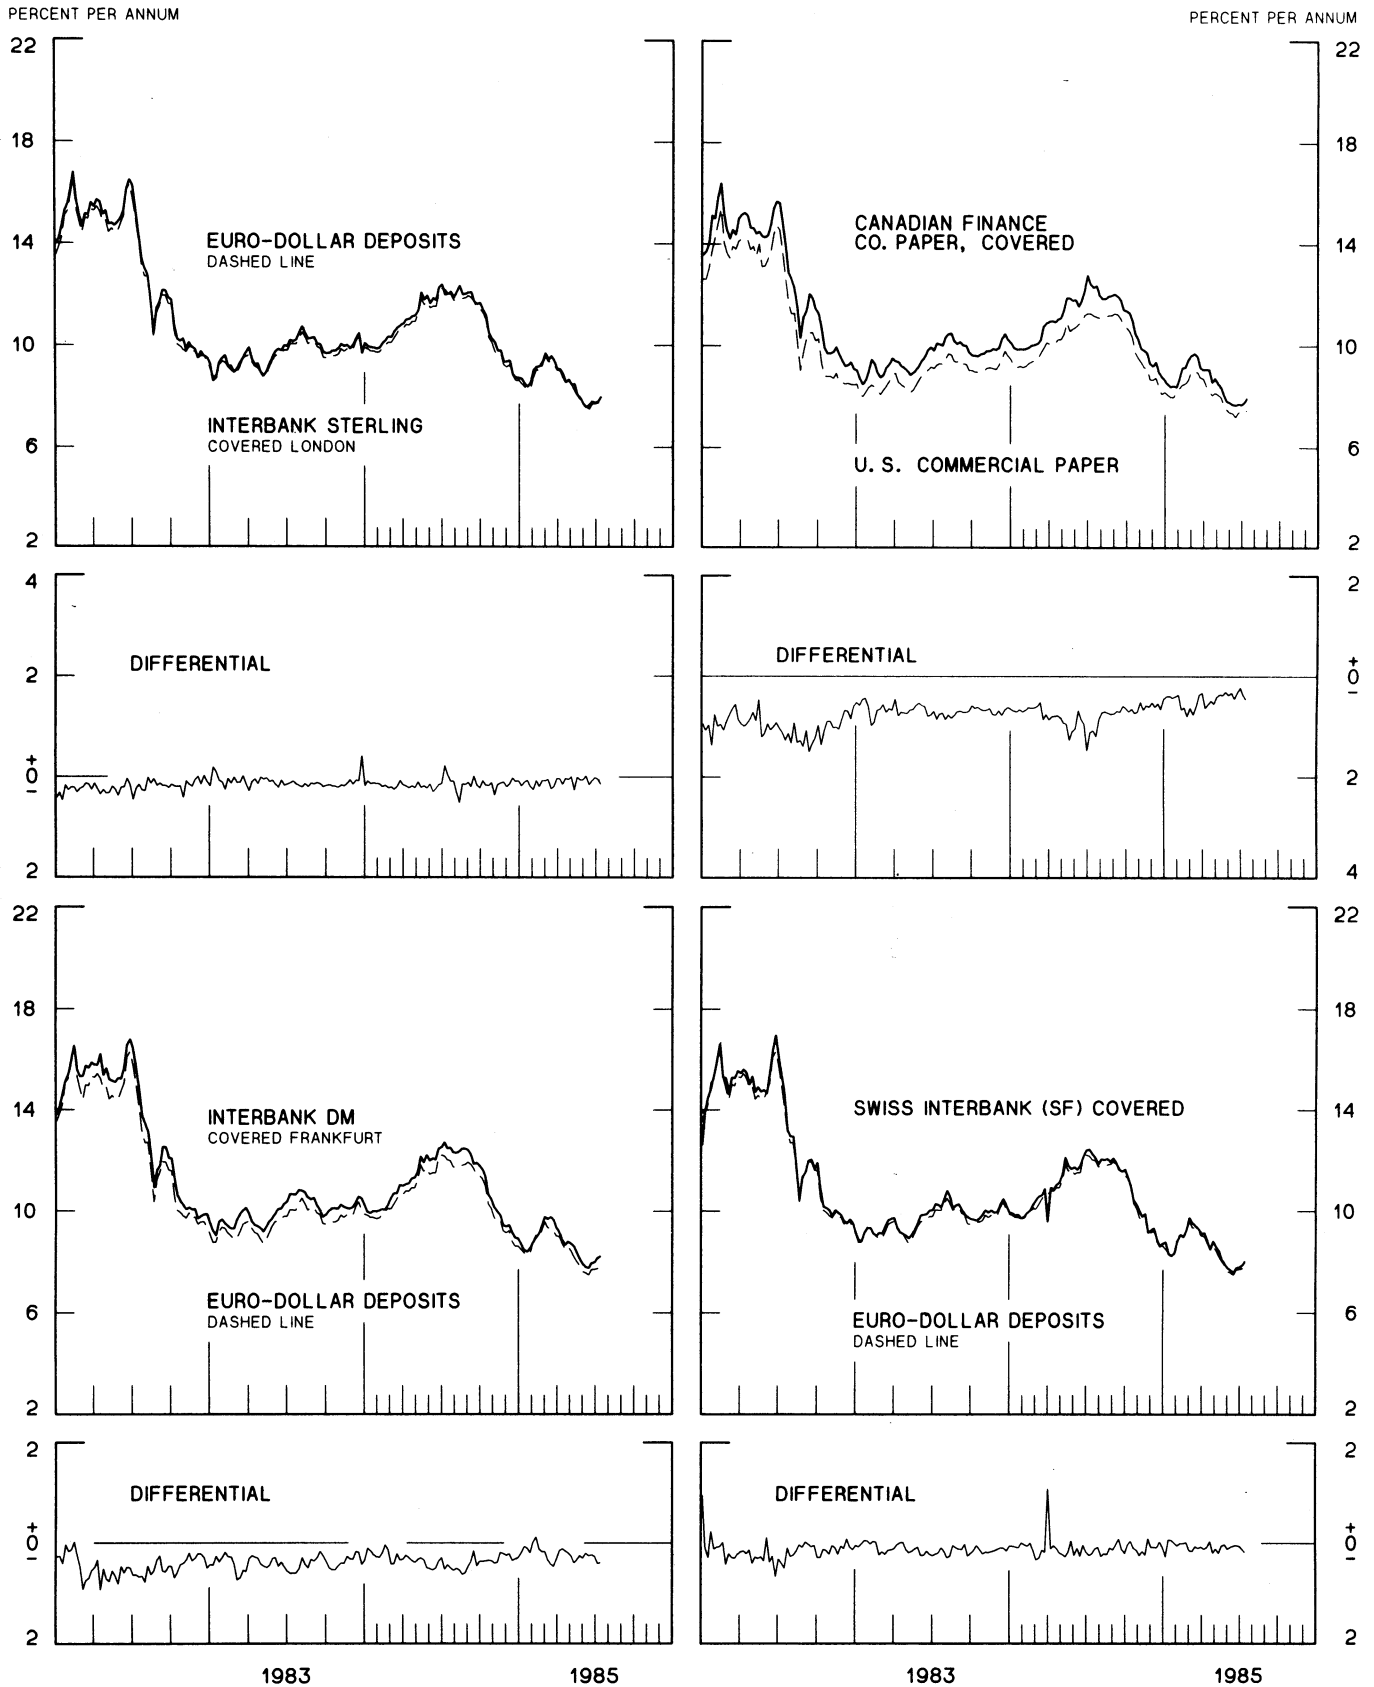 PERCENT PER ANNUM
PERCENT PER ANNUM
22
18
14
10
6
2
EURO-DOLLAR DEPOSITS
DASHED LINE
INTERBANK STERLING
COVERED LONDON
CANADIAN FINANCE
CO. PAPER, COVERED
U. S. COMMERCIAL PAPER
22
18
14
10
6
2
4
2
+
0
−
2
DIFFERENTIAL
DIFFERENTIAL
2
+
0
−
2
4
22
18
14
10
6
2
INTERBANK DM
COVERED FRANKFURT
EURO-DOLLAR DEPOSITS
DASHED LINE
SWISS INTERBANK (SF) COVERED
EURO-DOLLAR DEPOSITS
DASHED LINE
22
18
14
10
6
2
2
+
0
−
2
DIFFERENTIAL
DIFFERENTIAL
2
+
0
−
2
1983
1985
1983
1985